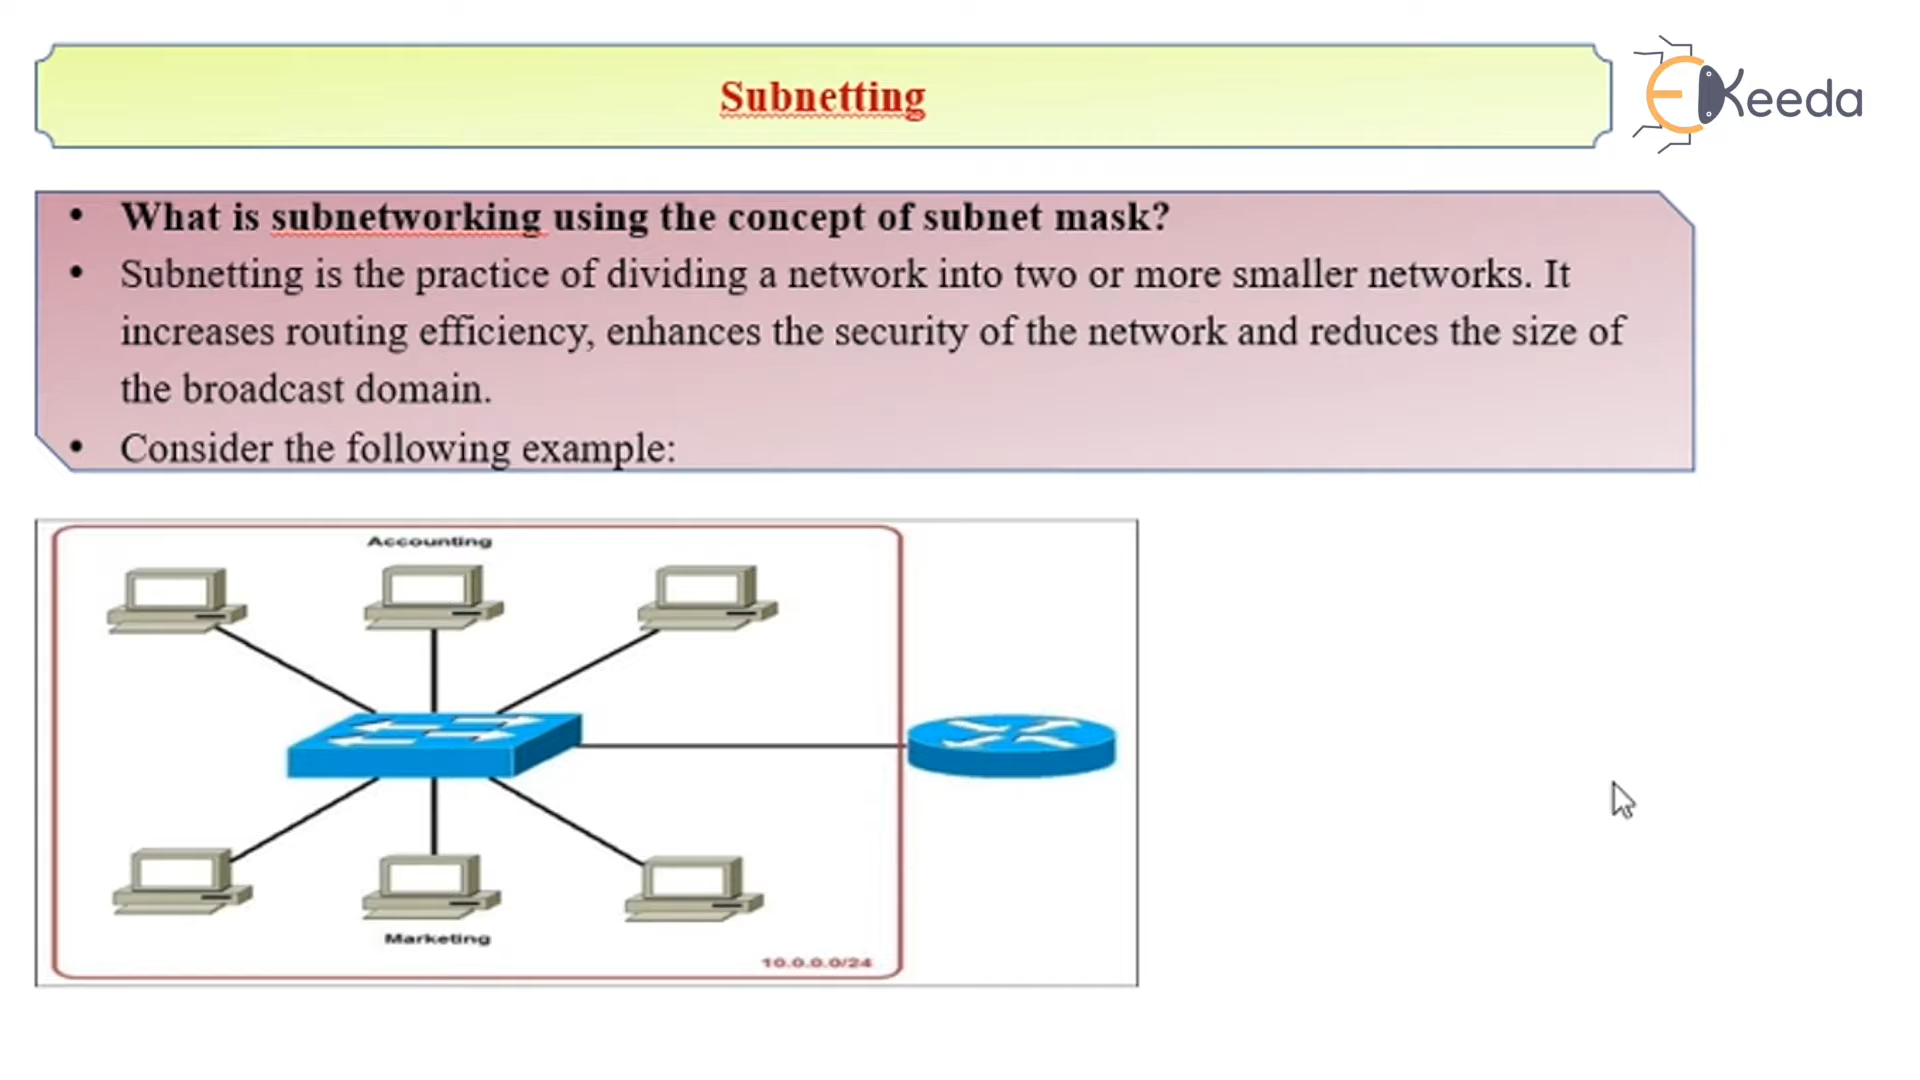 Subnetting
EKeeda
• What is subnetworking using the concept of subnet mask?
• Subnetting is the practice of dividing a network into two or more smaller networks. It
increases routing efficiency, enhances the security of the network and reduces the size of
the broadcast domain.
• Consider the following example:
Accounting
Marketing
10.0.0.0/24